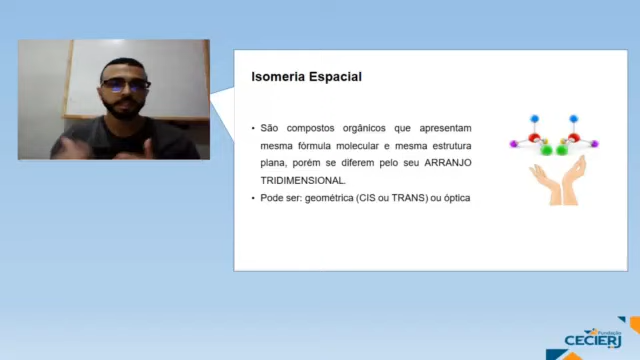 Isomeria Espacial
• São compostos orgânicos que apresentam
mesma fórmula molecular e mesma estrutura
plana, porém se diferem pelo seu ARRANJO
TRIDIMENSIONAL.
• Pode ser: geométrica (CIS ou TRANS) ou óptica
Fundação
CECIERJ